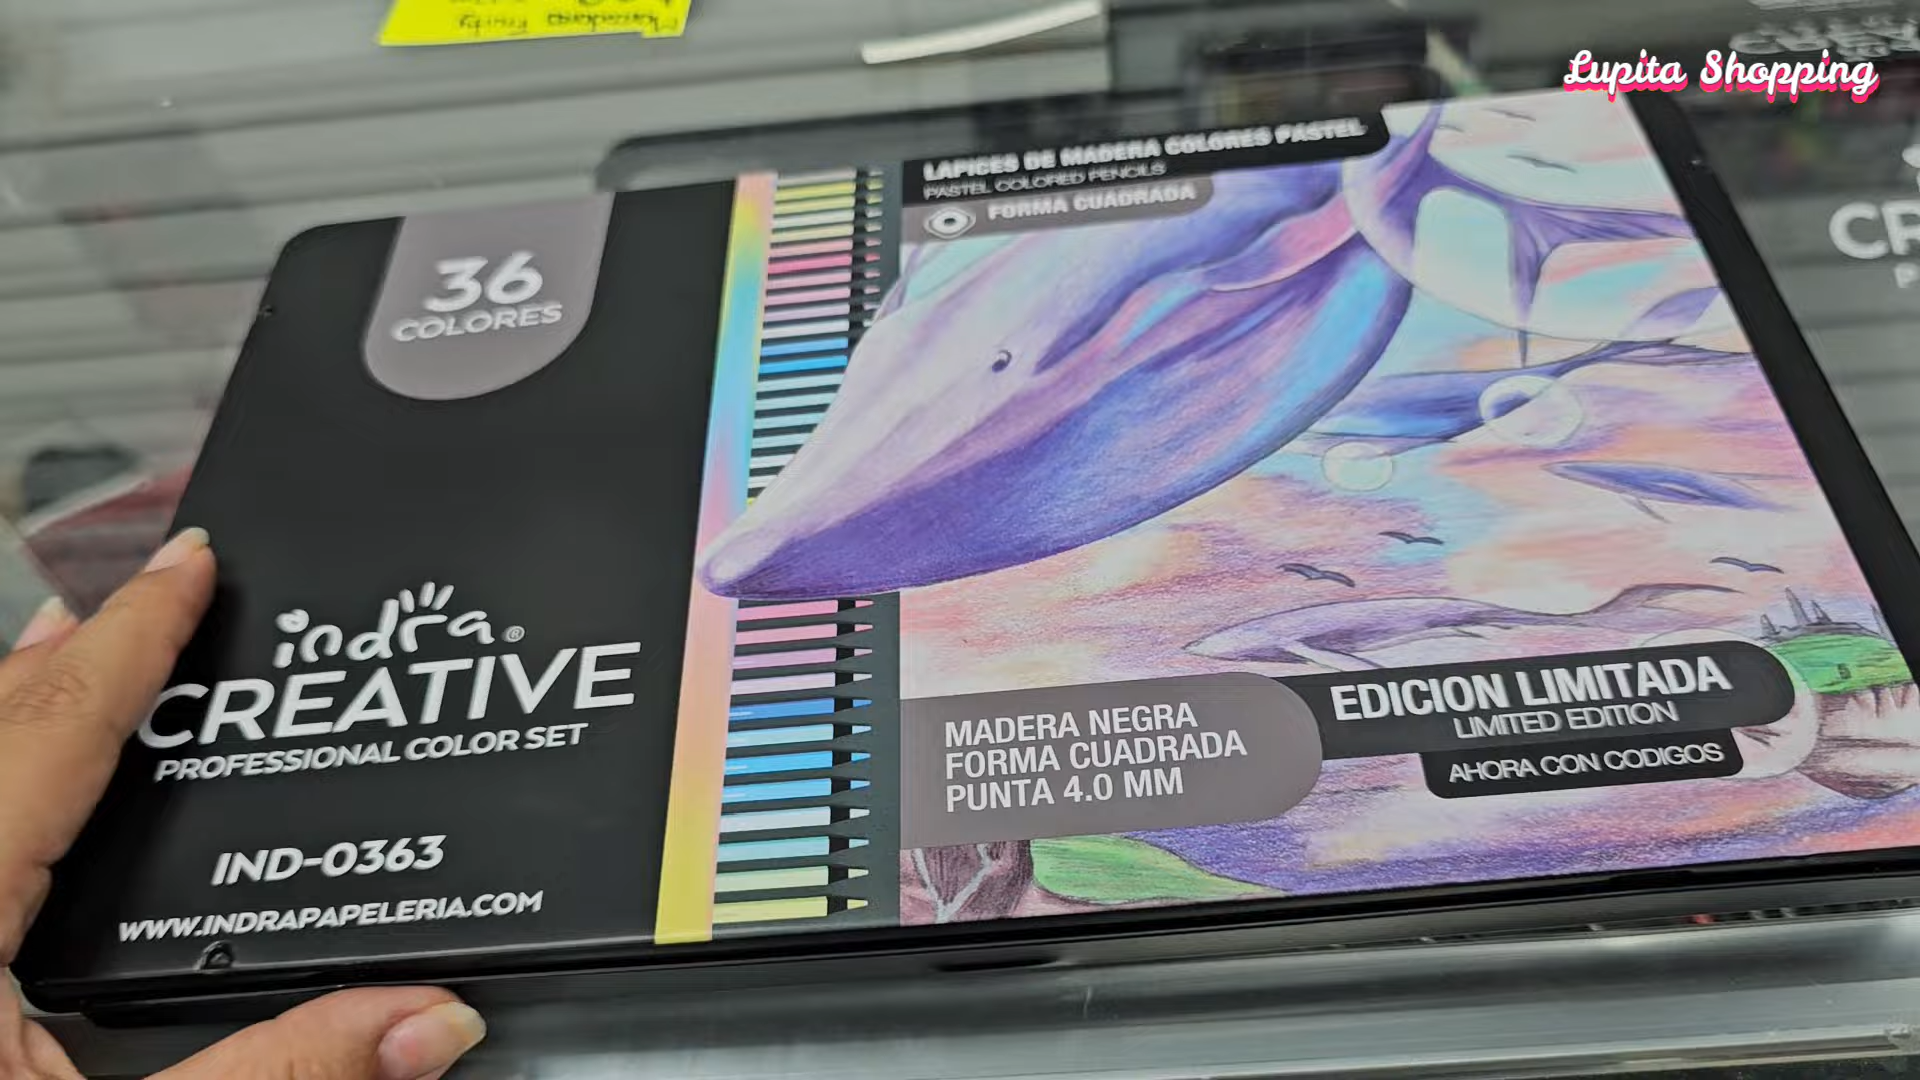 Lupita Shopping
LAPICES DE MADERA COLORES PASTEL
PASTEL COLORED PENCILS
FORMA CUADRADA
36
COLORES
indra®
CREATIVE
PROFESSIONAL COLOR SET
IND-0363
WWW.INDRAPAPELERIA.COM
MADERA NEGRA
FORMA CUADRADA
PUNTA 4.0 MM
EDICION LIMITADA
LIMITED EDITION
AHORA CON CODIGOS